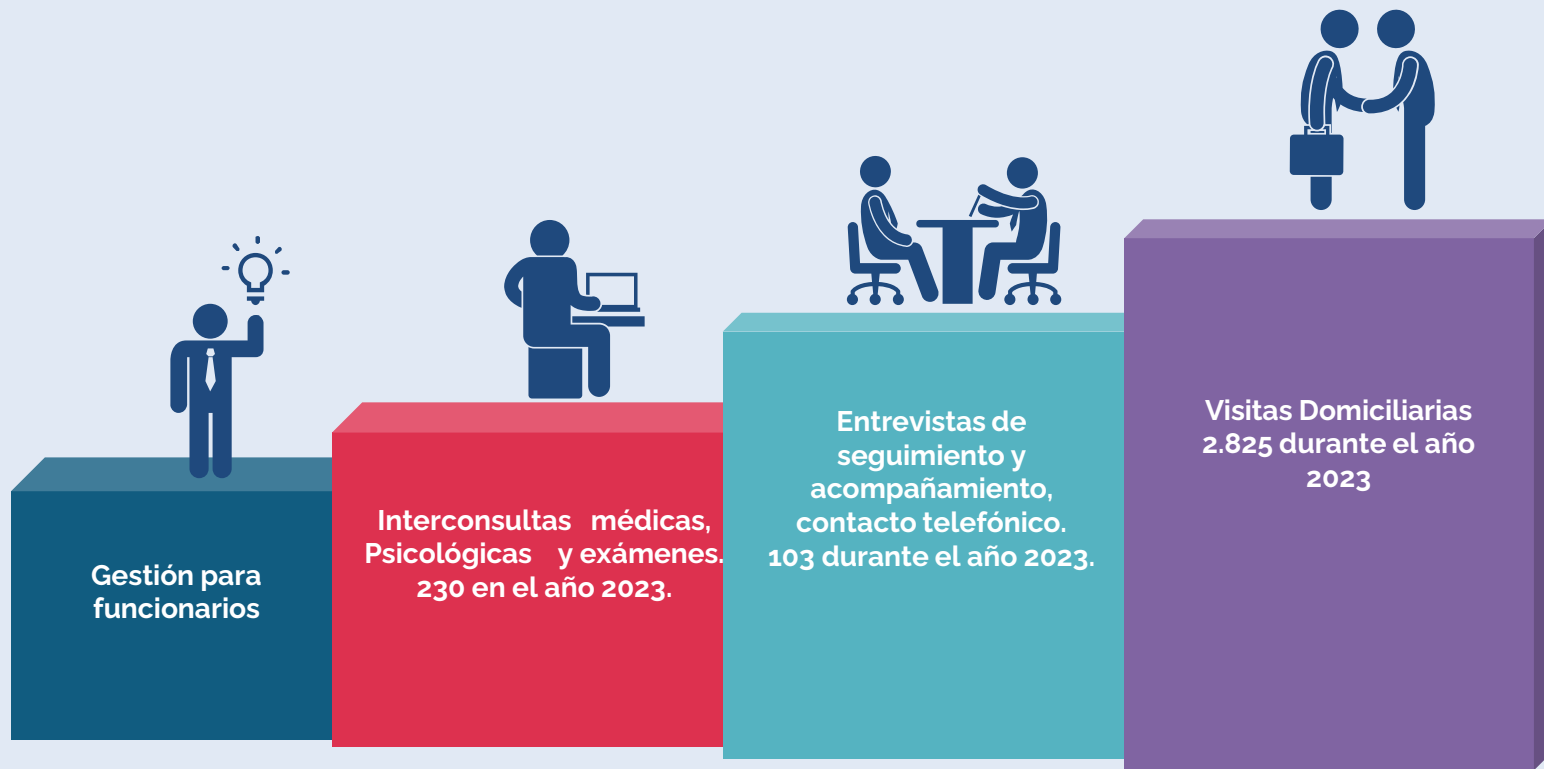 Gestión para
funcionarios
Interconsultas médicas,
Psicológicas y exámenes.
230 en el año 2023.
Entrevistas de
seguimiento y
acompañamiento,
contacto telefónico.
103 durante el año 2023.
Visitas Domiciliarias
2.825 durante el año
2023